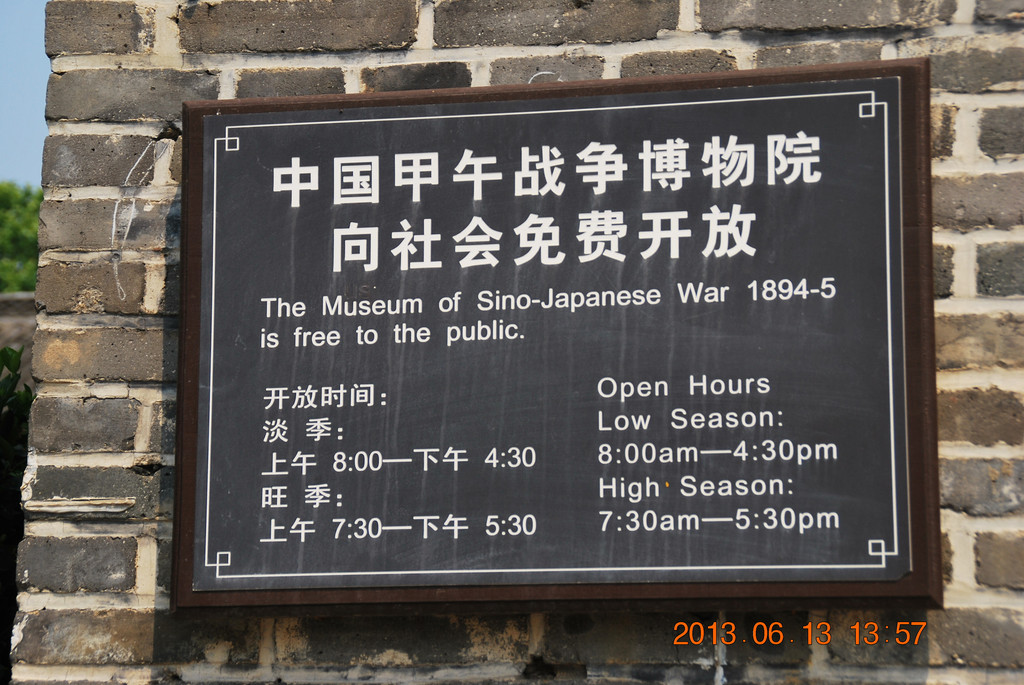 中国甲午战争博物院
向社会免费开放
The Museum of Sino-Japanese War 1894-5
is free to the public.
开放时间:
淡 季:
上午 8:00—下午 4:30
旺 季:
上午 7:30—下午 5:30
Open Hours
Low Season:
8:00am—4:30pm
High Season:
7:30am—5:30pm
2013.06.13 13:57